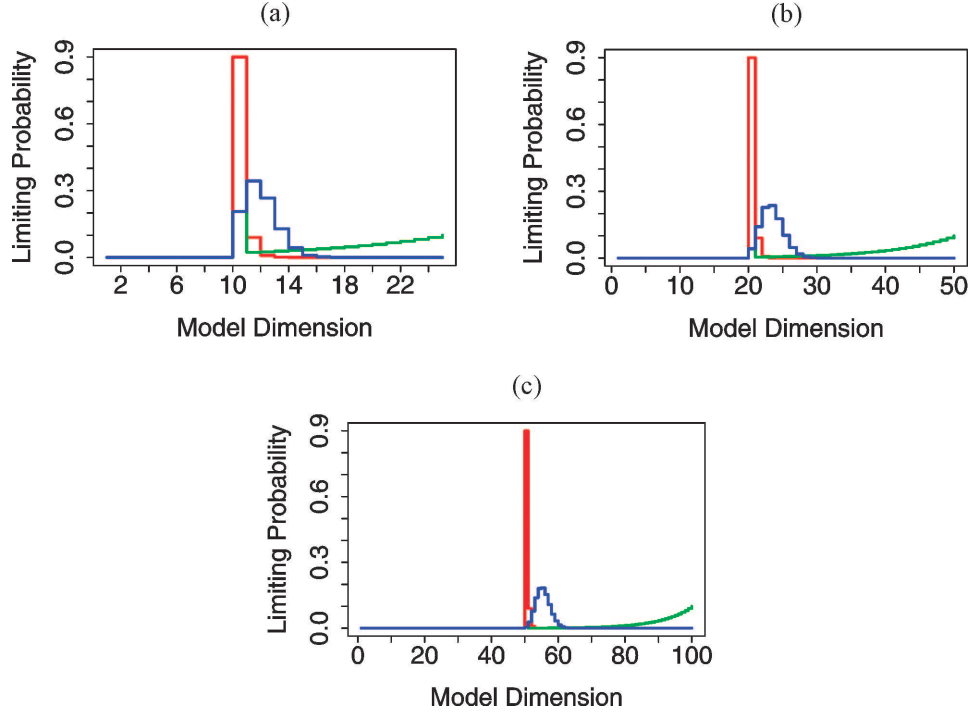 (a)
Limiting Probability
0.0 0.3 0.6 0.9
2 6 10 14 18 22
Model Dimension
(b)
Limiting Probability
0.0 0.3 0.6 0.9
0 10 20 30 40 50
Model Dimension
(c)
Limiting Probability
0.0 0.3 0.6 0.9
0 20 40 60 80 100
Model Dimension